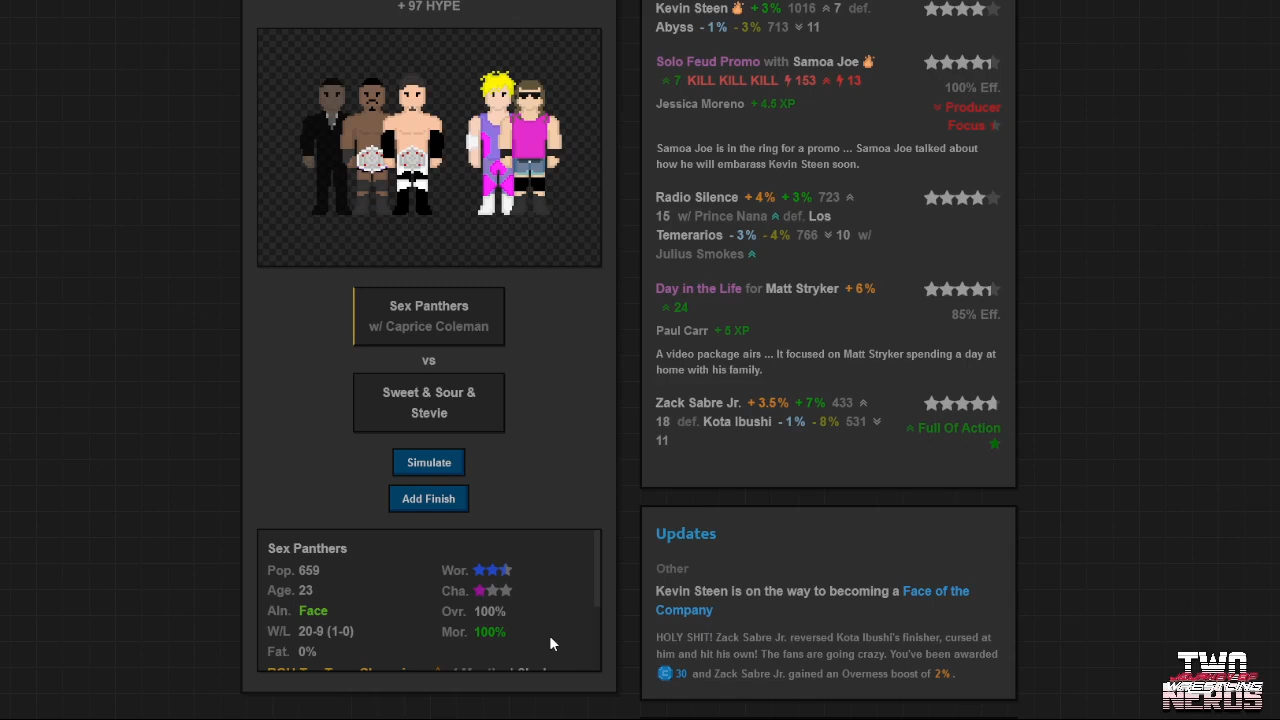 + 97 HYPE
Sex Panthers
w/ Caprice Coleman
vs
Sweet & Sour &
Stevie
Simulate
Add Finish
Sex Panthers
Pop. 659
Wor.
Age. 23
Cha.
Aln. Face
Ovr. 100%
W/L 20-9 (1-0)
Mor. 100%
Fat. 0%
Kevin Steen + 3% 1016 7 def.
Abyss - 1% - 3% 713 11
Solo Feud Promo with Samoa Joe
7 KILL KILL KILL 153 13
100% Eff.
Jessica Moreno + 4.5 XP
Producer
Focus
Samoa Joe is in the ring for a promo ... Samoa Joe talked about
how he will embarass Kevin Steen soon.
Radio Silence + 4% + 3% 723
15 w/ Prince Nana def. Los
Temerarios - 3% - 4% 766 10 w/
Julius Smokes
Day in the Life for Matt Stryker + 6%
24
85% Eff.
Paul Carr + 5 XP
A video package airs ... It focused on Matt Stryker spending a day at
home with his family.
Zack Sabre Jr. + 3.5% + 7% 433
18 def. Kota Ibushi - 1% - 8% 531
11
Full Of Action
Updates
Other
Kevin Steen is on the way to becoming a Face of the
Company
HOLY SHIT! Zack Sabre Jr. reversed Kota Ibushi's finisher, cursed at
him and hit his own! The fans are going crazy. You've been awarded
30 and Zack Sabre Jr. gained an Overness boost of 2% .
TWO
NERDS